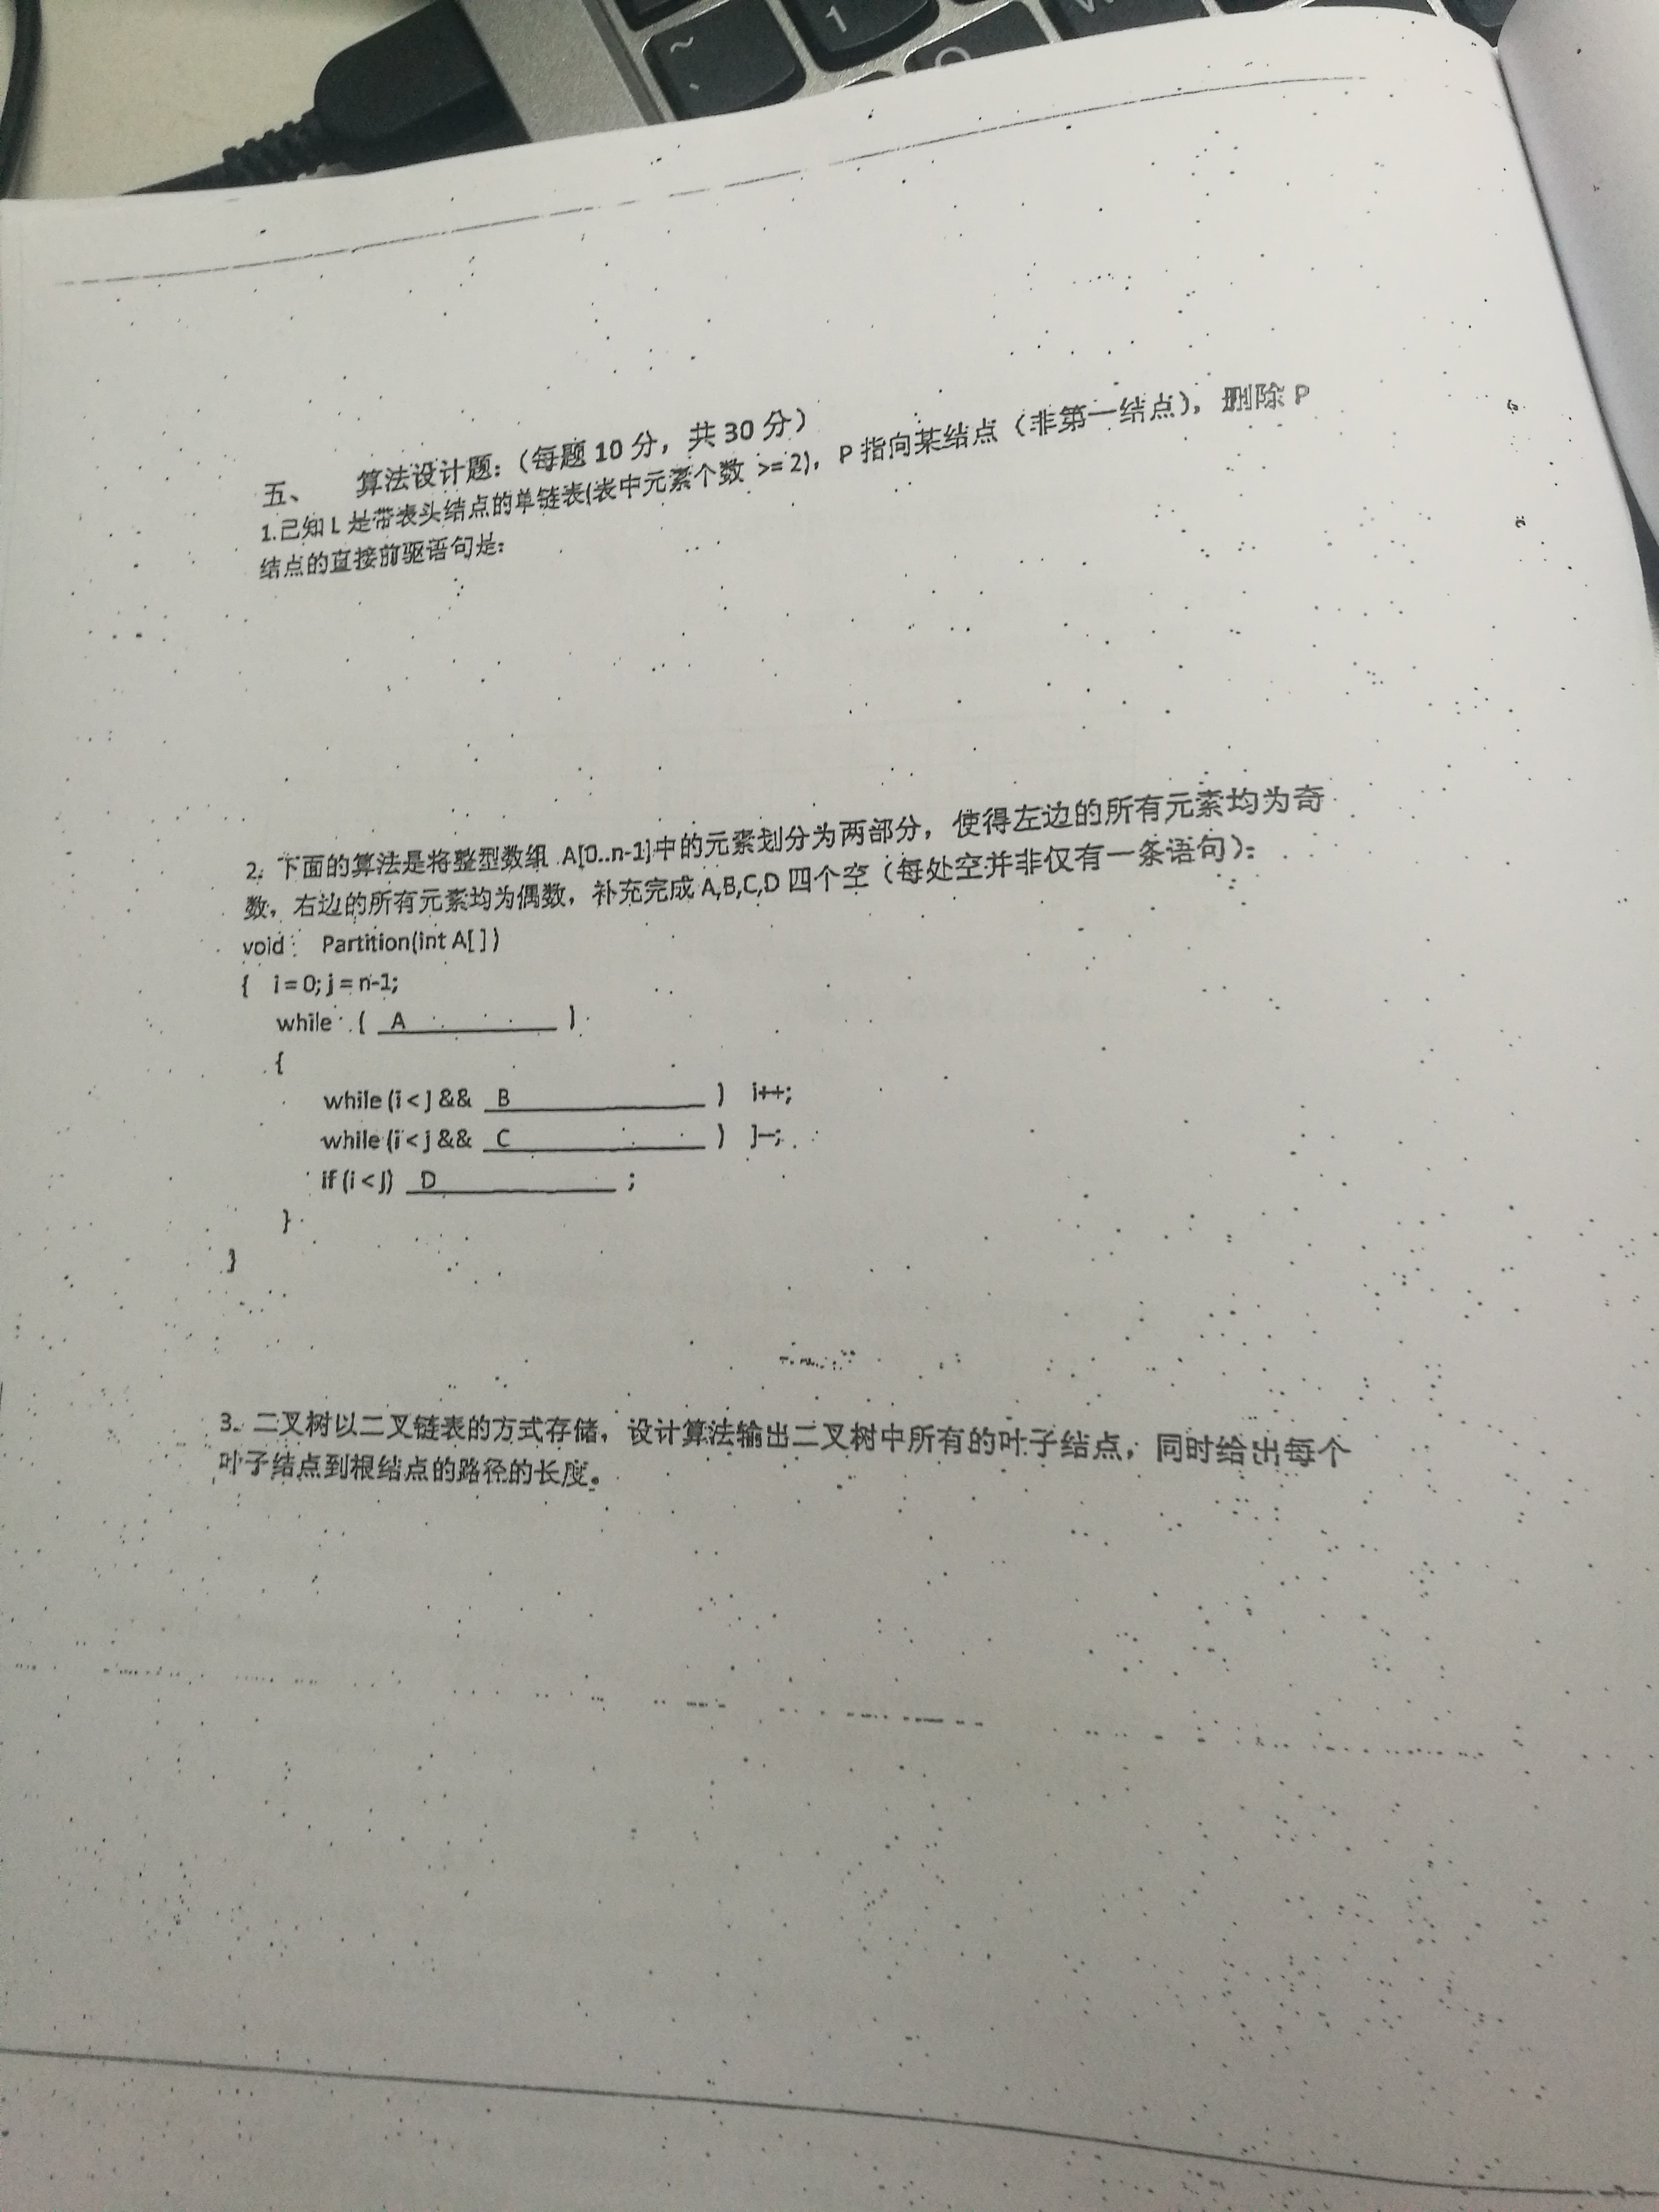 ~ 1
五、 算法设计题：（每题 10 分，共 30 分）
1.已知 L 是带表头结点的单链表(表中元素个数 >= 2)，P 指向某结点（非第一结点），删除 P
结点的直接前驱语句是：
2. 下面的算法是将整型数组 A[0..n-1]中的元素划分为两部分，使得左边的所有元素均为奇
数，右边的所有元素均为偶数，补充完成 A,B,C,D 四个空（每处空并非仅有一条语句）：
void Partition(int A[ ])
{ i = 0; j = n-1;
while ( A )
{
while (i < j && B ) i++;
while (i < j && C ) j--;
if (i < j) D ;
}
}
3. 二叉树以二叉链表的方式存储，设计算法输出二叉树中所有的叶子结点，同时给出每个
叶子结点到根结点的路径的长度。